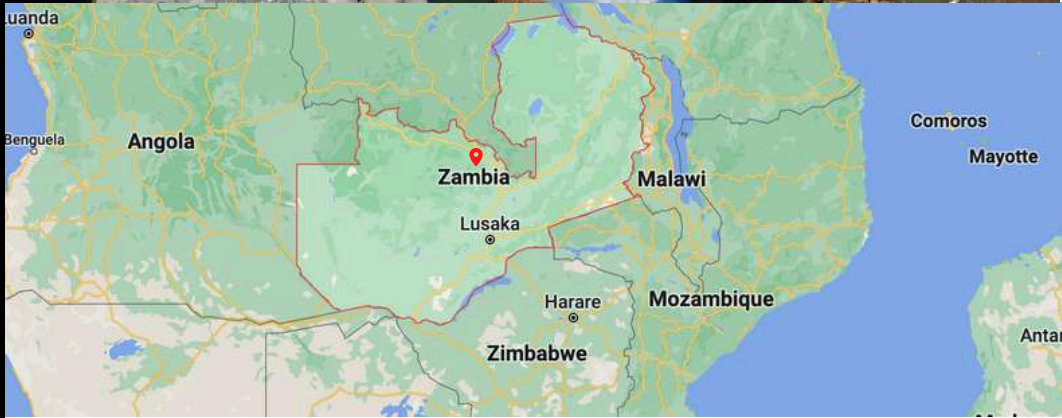 Luanda
Benguela
Angola
Zambia
Lusaka
Malawi
Comoros
Mayotte
Harare
Mozambique
Zimbabwe